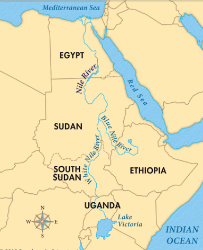 Mediterranean Sea
EGYPT
Nile River
Red Sea
SUDAN
Blue Nile River
White Nile River
SOUTH
SUDAN
ETHIOPIA
UGANDA
Lake
Victoria
INDIAN
OCEAN
N